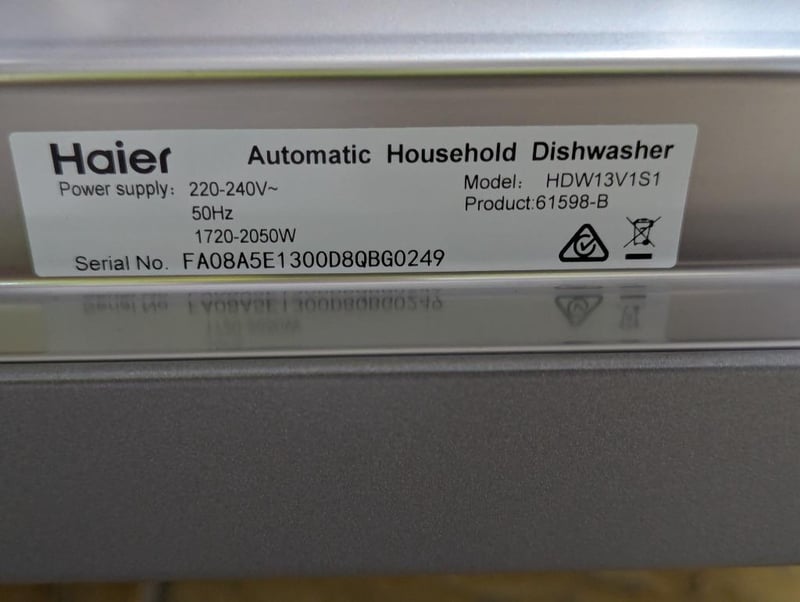 Haier Automatic Household Dishwasher
Power supply: 220-240V~ Model: HDW13V1S1
50Hz Product:61598-B
1720-2050W
Serial No. FA08A5E1300D8QBG0249